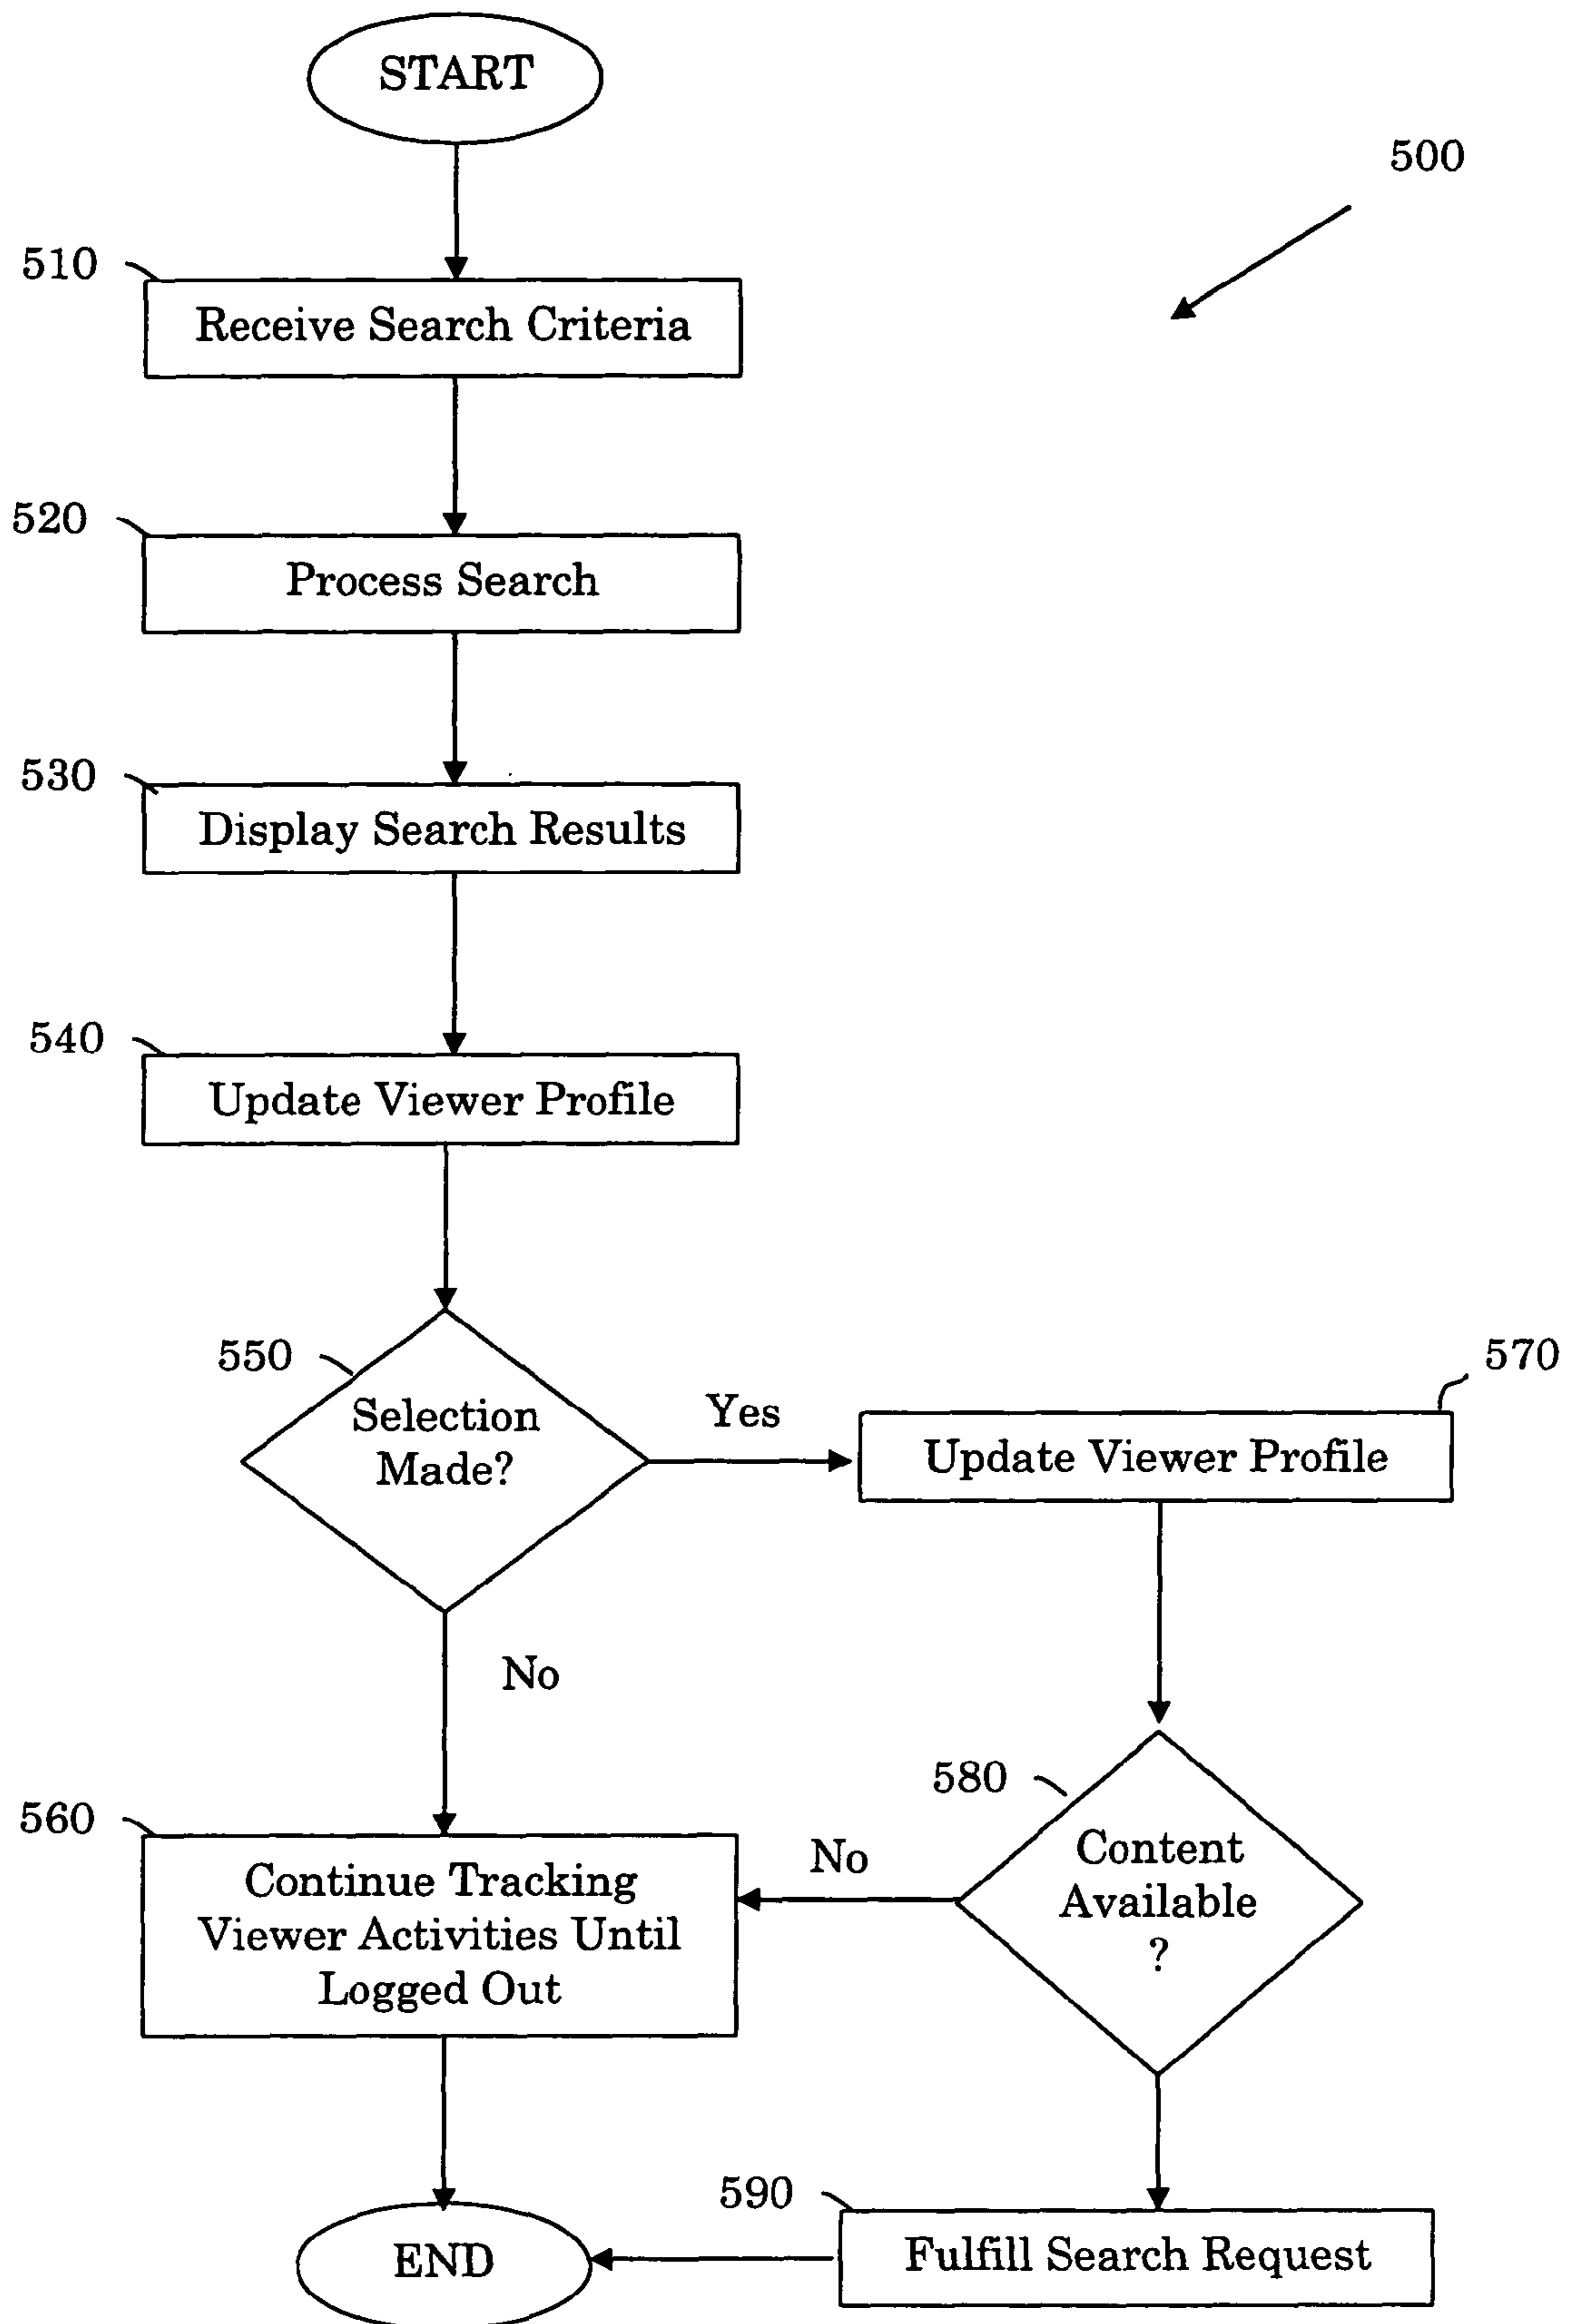 START
500
510
Receive Search Criteria
520
Process Search
530
Display Search Results
540
Update Viewer Profile
550
Selection
Made?
Yes
570
Update Viewer Profile
No
580
Content
Available
?
No
560
Continue Tracking
Viewer Activities Until
Logged Out
590
Fulfill Search Request
END